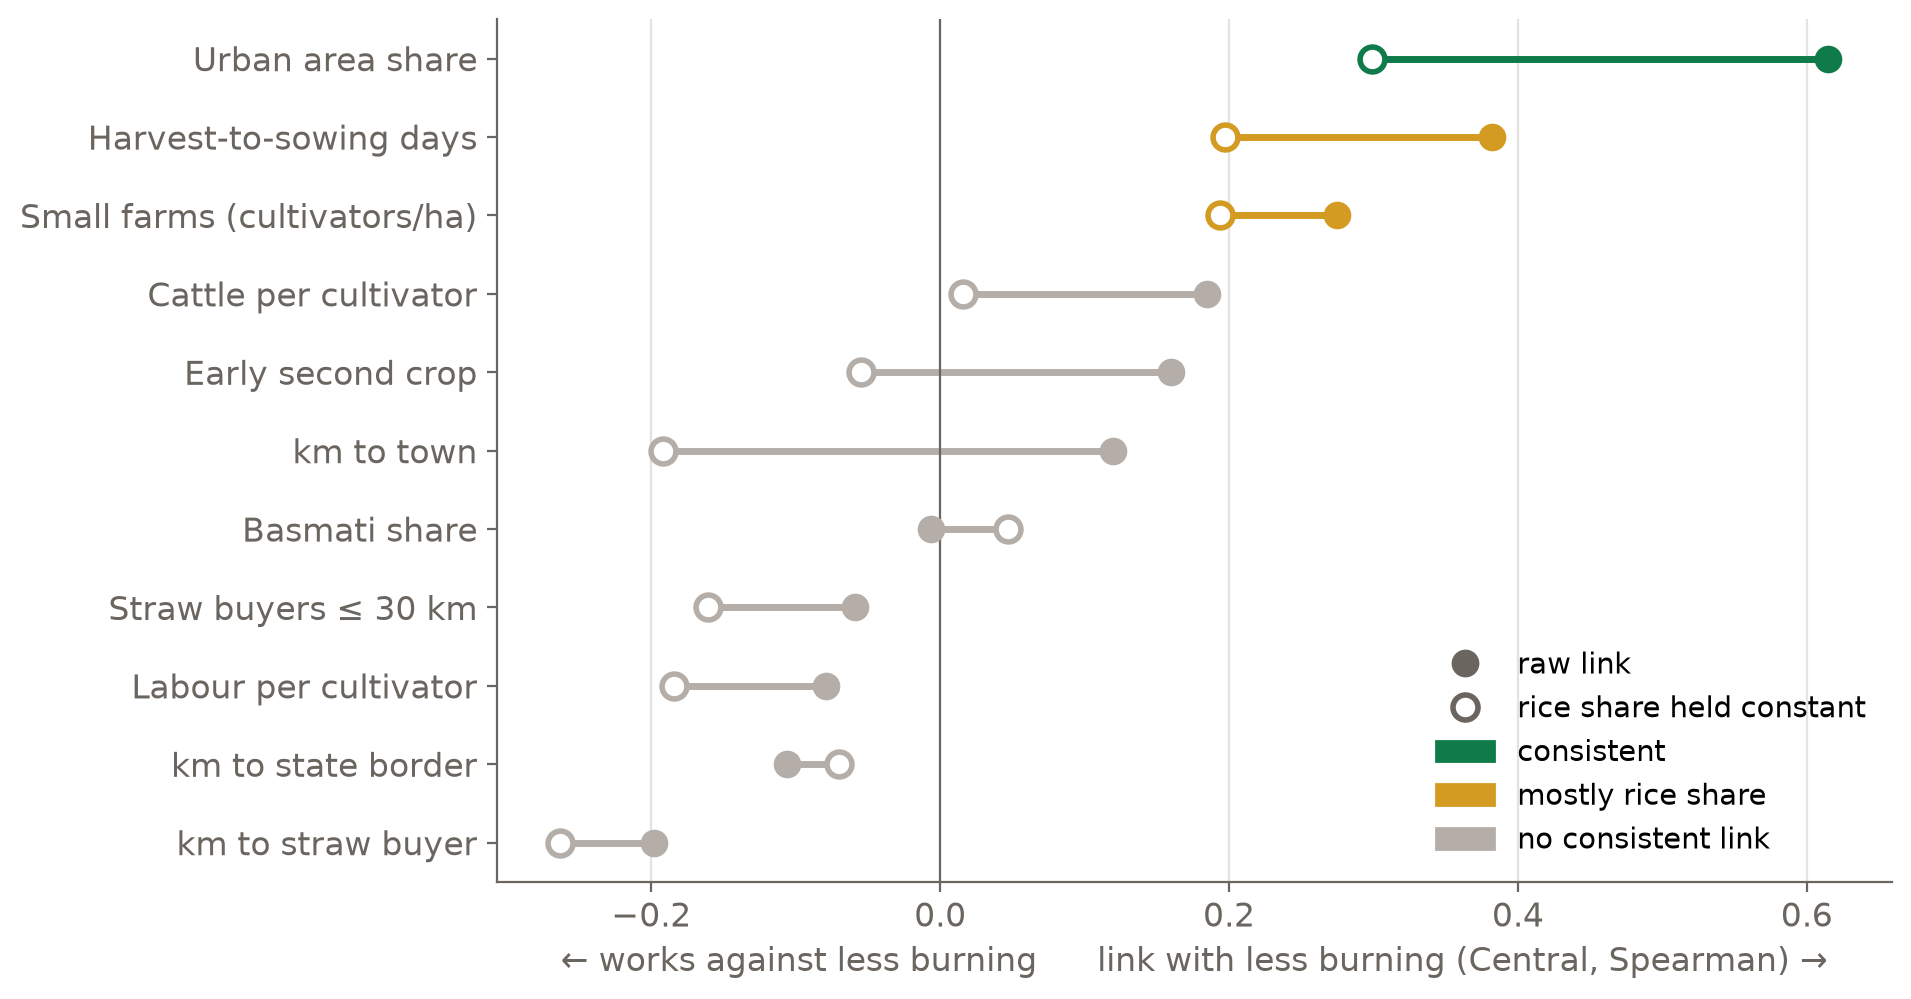 Urban area share
Harvest-to-sowing days
Small farms (cultivators/ha)
Cattle per cultivator
Early second crop
km to town
Basmati share
Straw buyers ≤ 30 km
Labour per cultivator
km to state border
km to straw buyer
raw link
rice share held constant
consistent
mostly rice share
no consistent link
−0.2 0.0 0.2 0.4 0.6
← works against less burning link with less burning (Central, Spearman) →